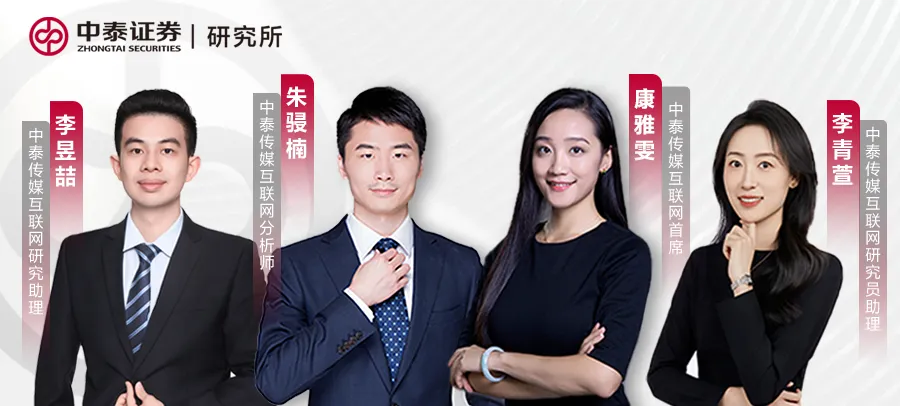 中泰证券 | 研究所
ZHONGTAI SECURITIES
李昱喆
中泰传媒互联网研究助理
朱骎楠
中泰传媒互联网分析师
康雅雯
中泰传媒互联网首席
李青萱
中泰传媒互联网研究员助理